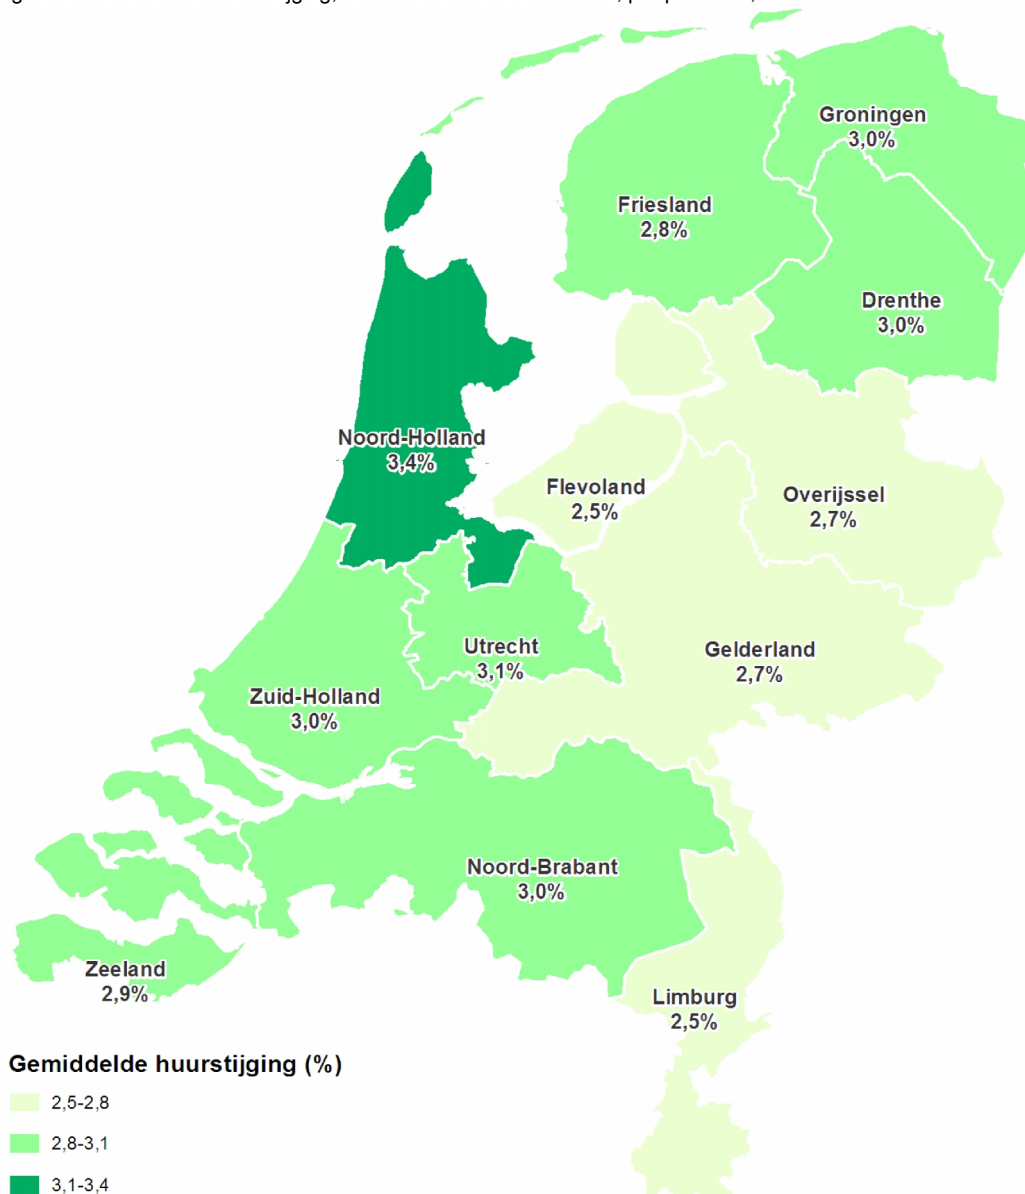 Groningen
3,0%
Friesland
2,8%
Drenthe
3,0%
Noord-Holland
3,4%
Flevoland
2,5%
Overijssel
2,7%
Utrecht
3,1%
Gelderland
2,7%
Zuid-Holland
3,0%
Noord-Brabant
3,0%
Zeeland
2,9%
Limburg
2,5%
Gemiddelde huurstijging (%)
2,5-2,8
2,8-3,1
3,1-3,4